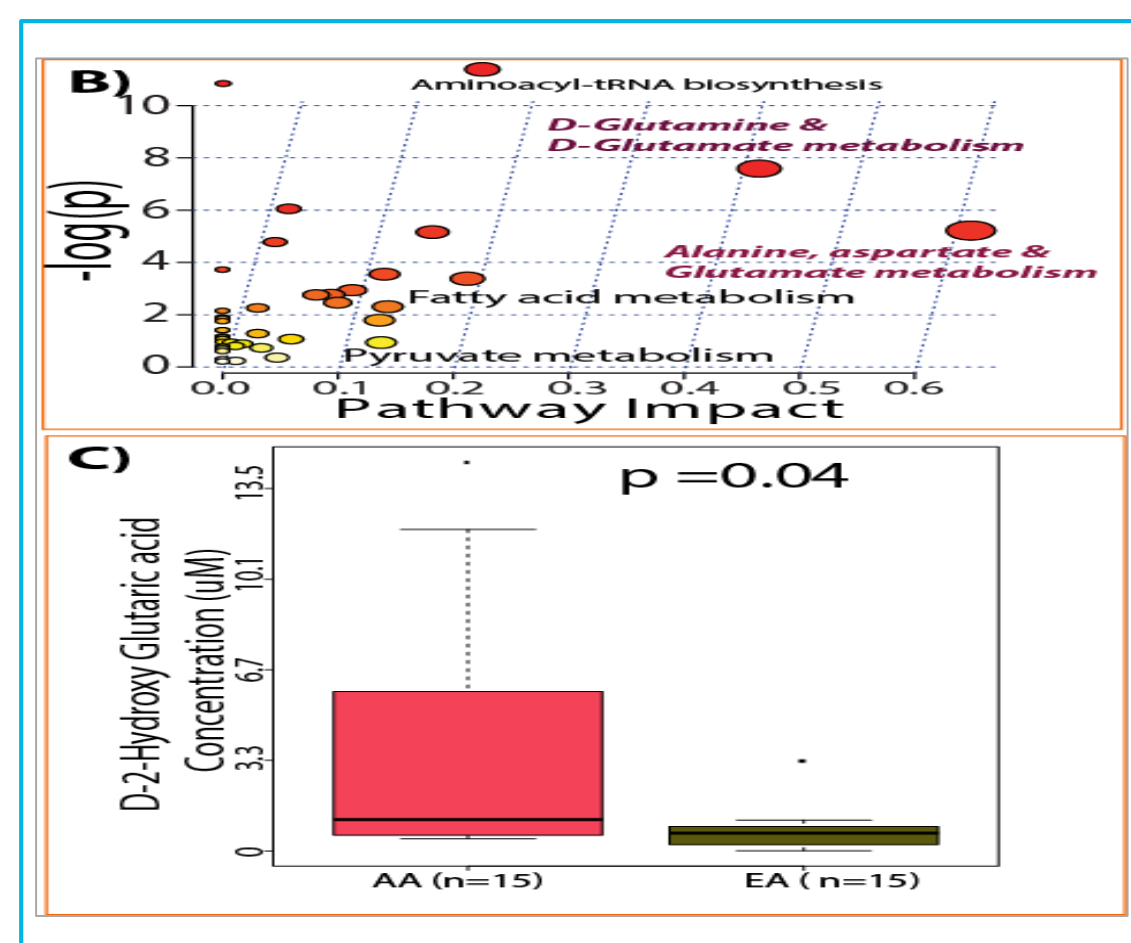 B)
Aminoacyl-tRNA biosynthesis
10
D-Glutamine &
D-Glutamate metabolism
8
6
Alanine, aspartate &
4
Glutamate metabolism
Fatty acid metabolism
2
Pyruvate metabolism
0
-log(p)
0.0 0.1 0.2 0.3 0.4 0.5 0.6
Pathway Impact
C)
p =0.04
13.5
10.1
6.7
3.3
0
D-2-Hydroxy Glutaric acid
Concentration (uM)
AA (n=15) EA ( n=15)